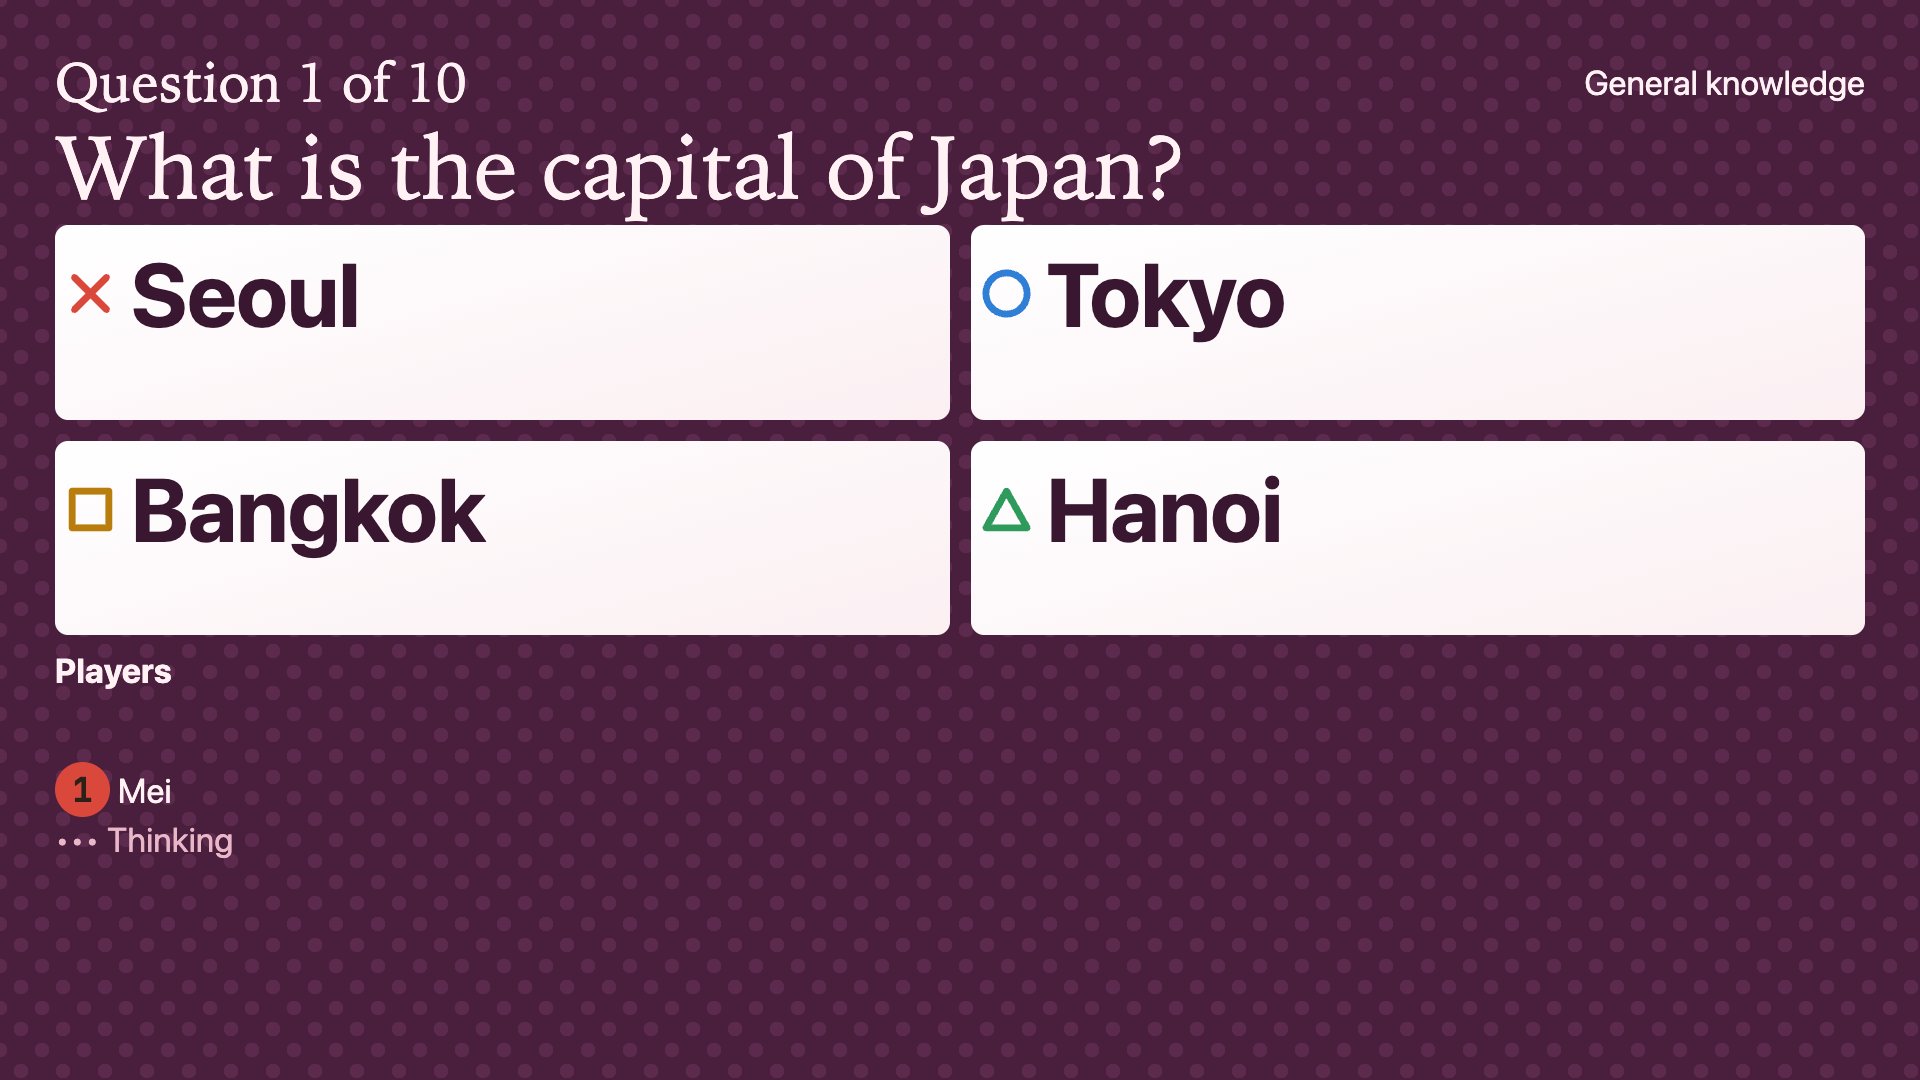 Question 1 of 10
General knowledge
What is the capital of Japan?
Seoul
Tokyo
Bangkok
Hanoi
Players
1 Mei
Thinking